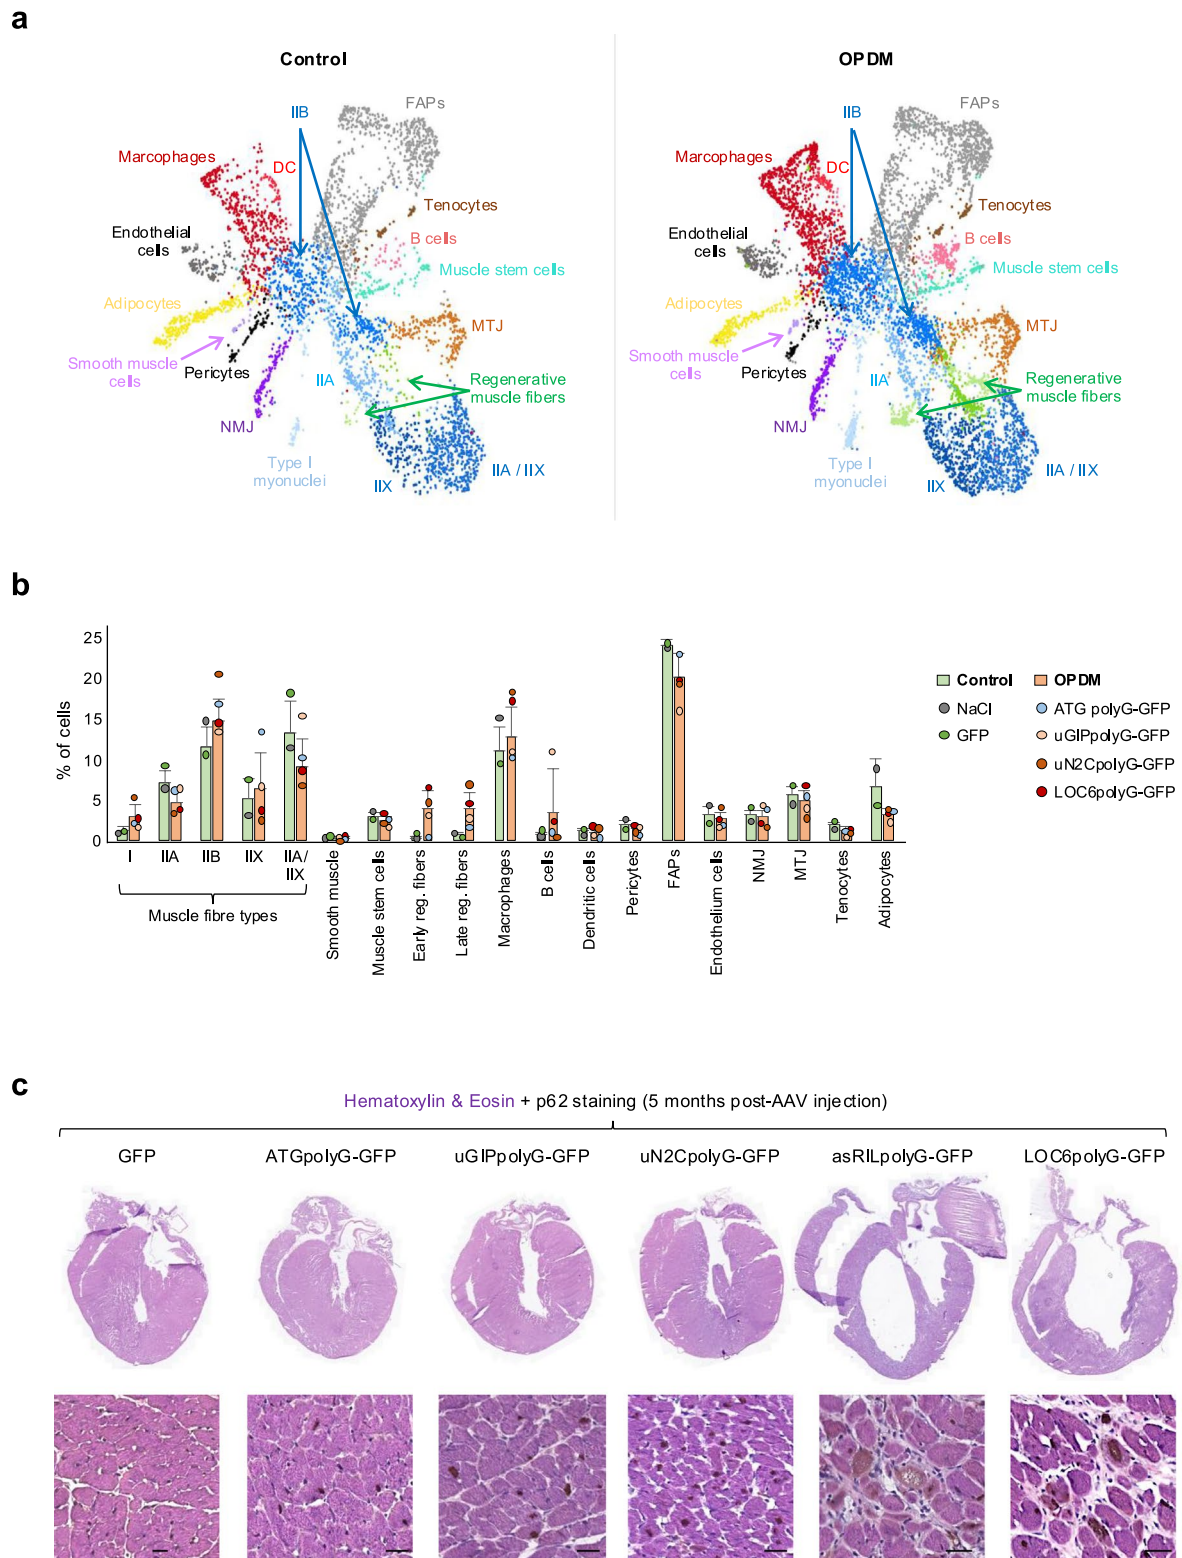 a
Control
OPDM
IIB
FAPs
Marcophages
DC
Tenocytes
Endothelial
cells
B cells
Muscle stem cells
Adipocytes
MTJ
Smooth muscle
cells
Pericytes
IIA
Regenerative
muscle fibers
NMJ
Type I
myonuclei
IIX
IIA / IIX
IIB
FAPs
Marcophages
DC
Tenocytes
Endothelial
cells
B cells
Muscle stem cells
Adipocytes
MTJ
Smooth muscle
cells
Pericytes
IIA
Regenerative
muscle fibers
NMJ
Type I
myonuclei
IIX
IIA / IIX
b
% of cells
25
20
15
10
5
0
I
IIA
IIB
IIX
IIA/
IIX
Muscle fibre types
Smooth muscle
Muscle stem cells
Early reg. fibers
Late reg. fibers
Macrophages
B cells
Dendritic cells
Pericytes
FAPs
Endothelium cells
NMJ
MTJ
Tenocytes
Adipocytes
Control
NaCl
GFP
OPDM
ATG polyG-GFP
uGIPpolyG-GFP
uN2CpolyG-GFP
LOC6polyG-GFP
c
Hematoxylin & Eosin + p62 staining (5 months post-AAV injection)
GFP
ATGpolyG-GFP
uGIPpolyG-GFP
uN2CpolyG-GFP
asRILpolyG-GFP
LOC6polyG-GFP